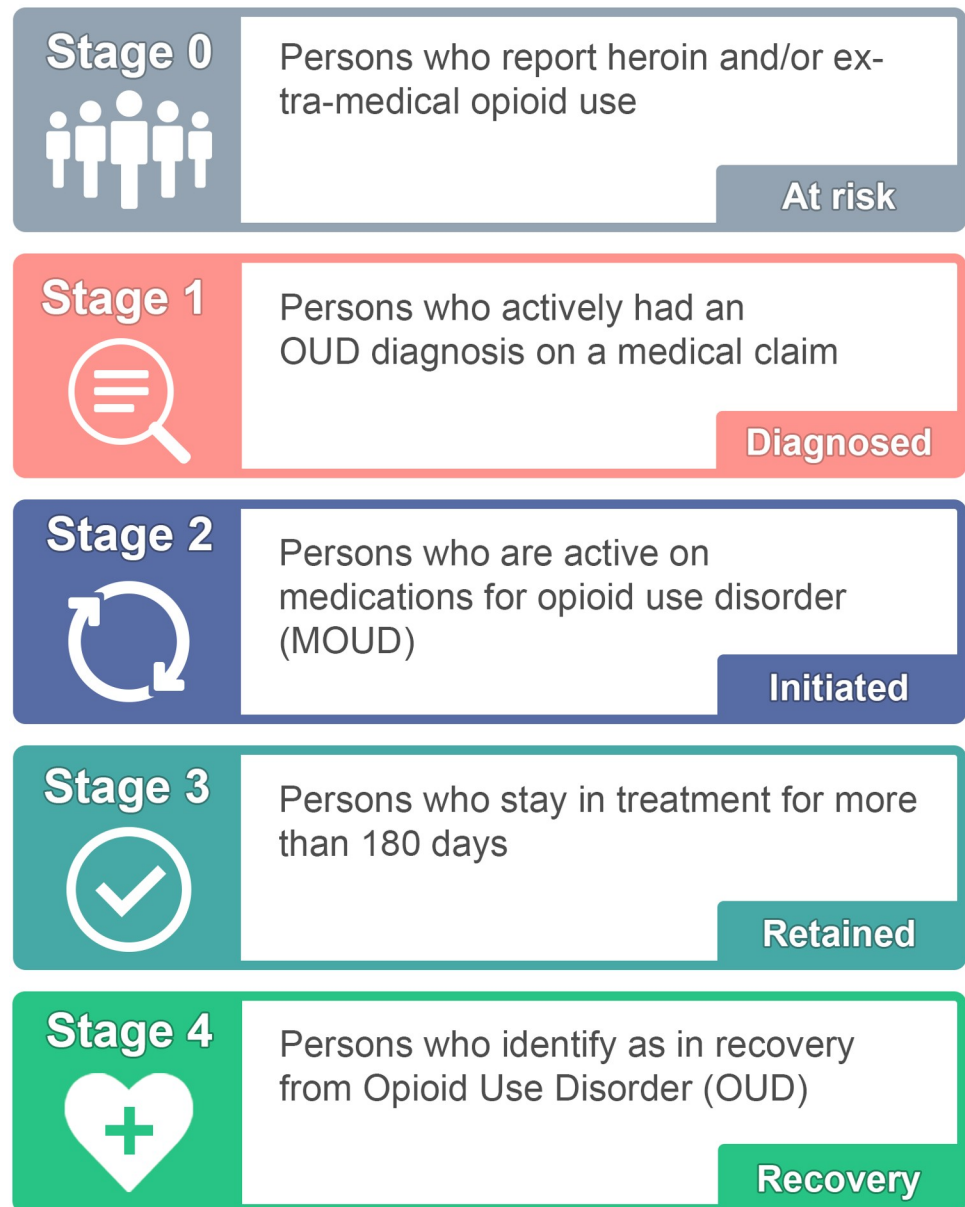 Stage 0
Persons who report heroin and/or ex-
tra-medical opioid use
At risk
Stage 1
Persons who actively had an
OUD diagnosis on a medical claim
Diagnosed
Stage 2
Persons who are active on
medications for opioid use disorder
(MOUD)
Initiated
Stage 3
Persons who stay in treatment for more
than 180 days
Retained
Stage 4
Persons who identify as in recovery
from Opioid Use Disorder (OUD)
Recovery